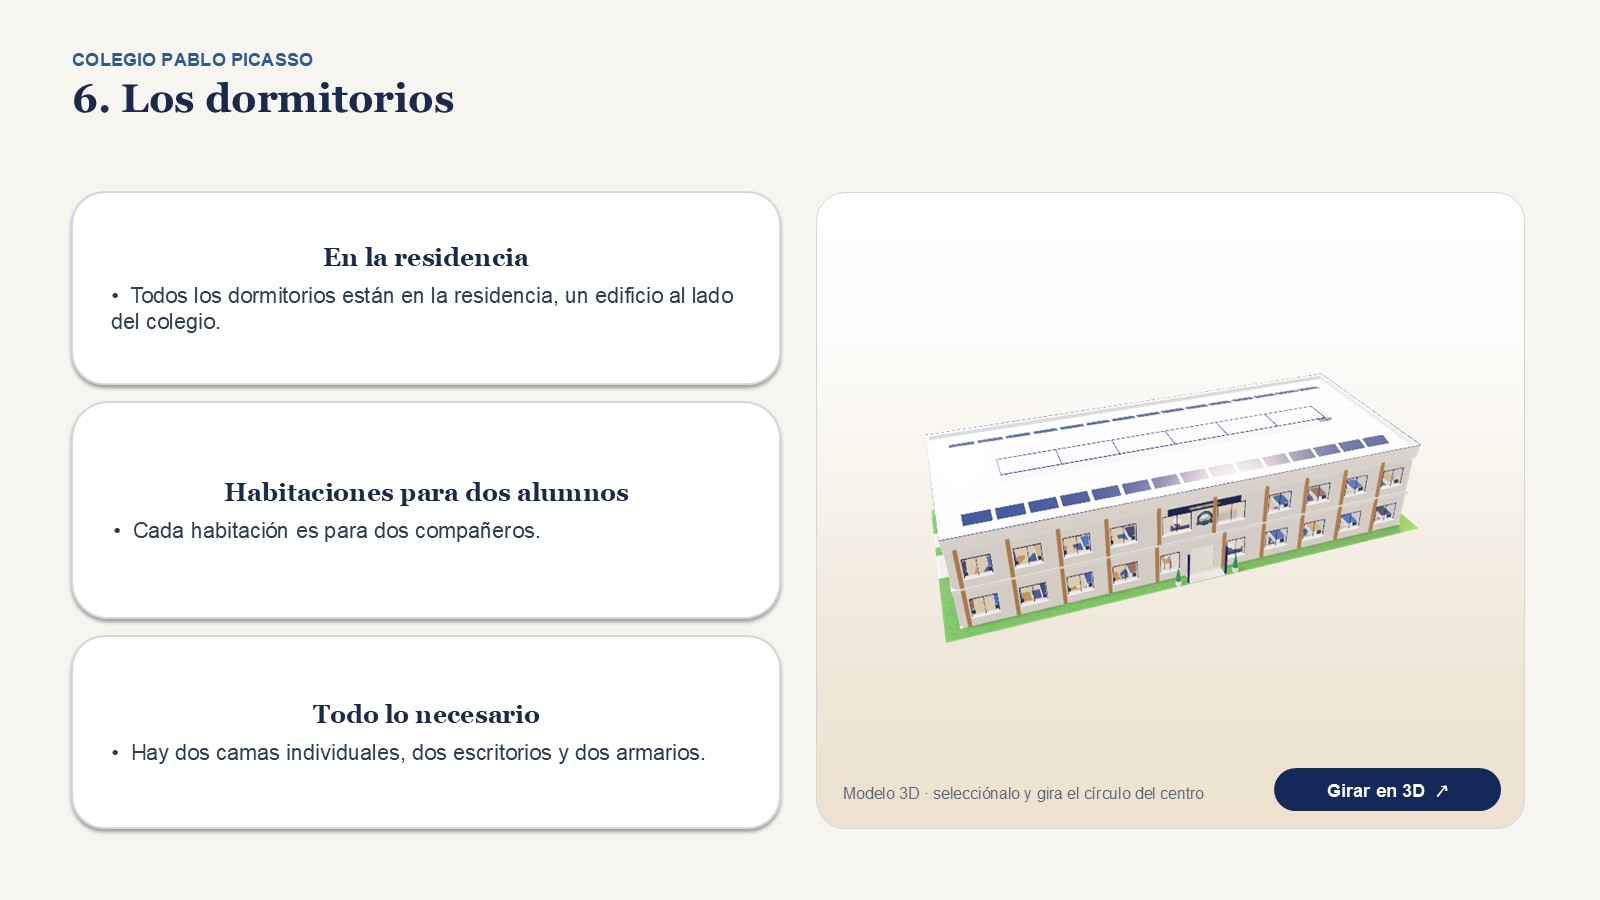 COLEGIO PABLO PICASSO
6. Los dormitorios
En la residencia
• Todos los dormitorios están en la residencia, un edificio al lado
del colegio.
Habitaciones para dos alumnos
• Cada habitación es para dos compañeros.
Todo lo necesario
• Hay dos camas individuales, dos escritorios y dos armarios.
Modelo 3D · selecciónalo y gira el círculo del centro
Girar en 3D ↗